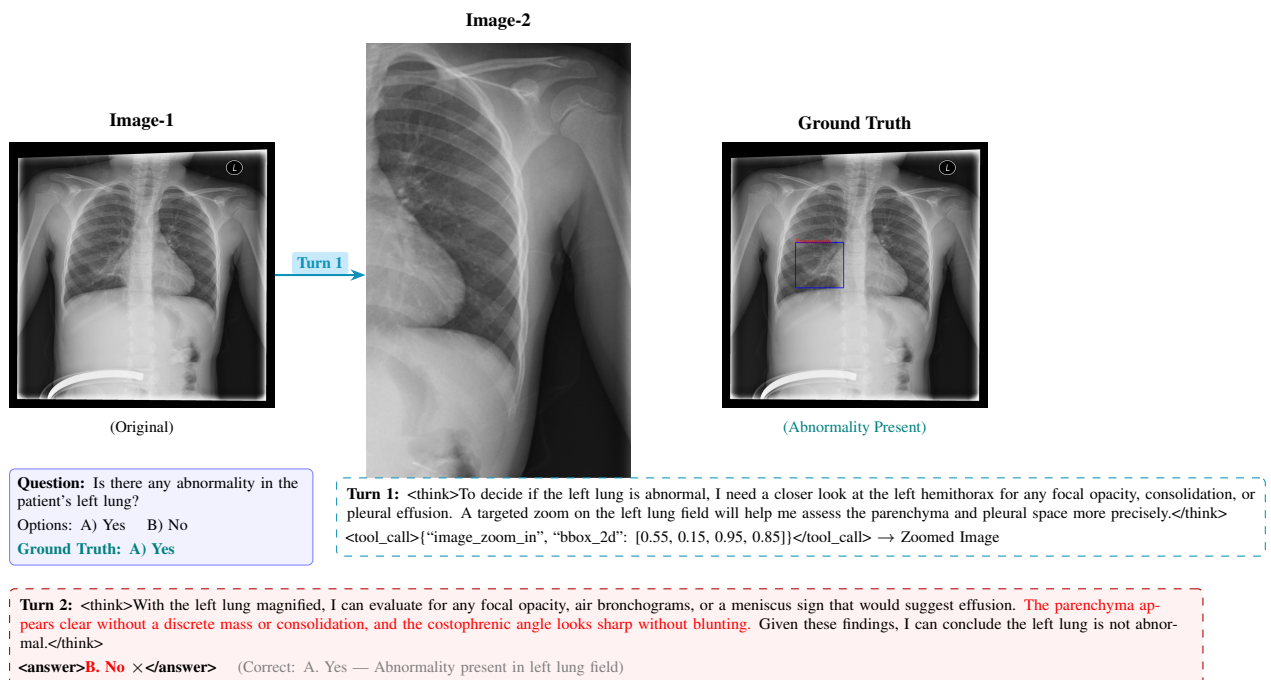 Image-2
Image-1
Ground Truth
L
L
Turn 1
(Original)
(Abnormality Present)
Question: Is there any abnormality in the
patient's left lung?
Options: A) Yes B) No
Ground Truth: A) Yes
Turn 1: <think>To decide if the left lung is abnormal, I need a closer look at the left hemithorax for any focal opacity, consolidation, or
pleural effusion. A targeted zoom on the left lung field will help me assess the parenchyma and pleural space more precisely.</think>
<tool_call>{“image_zoom_in”, “bbox_2d”: [0.55, 0.15, 0.95, 0.85]}</tool_call> → Zoomed Image
Turn 2: <think>With the left lung magnified, I can evaluate for any focal opacity, air bronchograms, or a meniscus sign that would suggest effusion. The parenchyma ap-
pears clear without a discrete mass or consolidation, and the costophrenic angle looks sharp without blunting. Given these findings, I can conclude the left lung is not abnor-
mal.</think>
<answer>B. No ×</answer> (Correct: A. Yes — Abnormality present in left lung field)